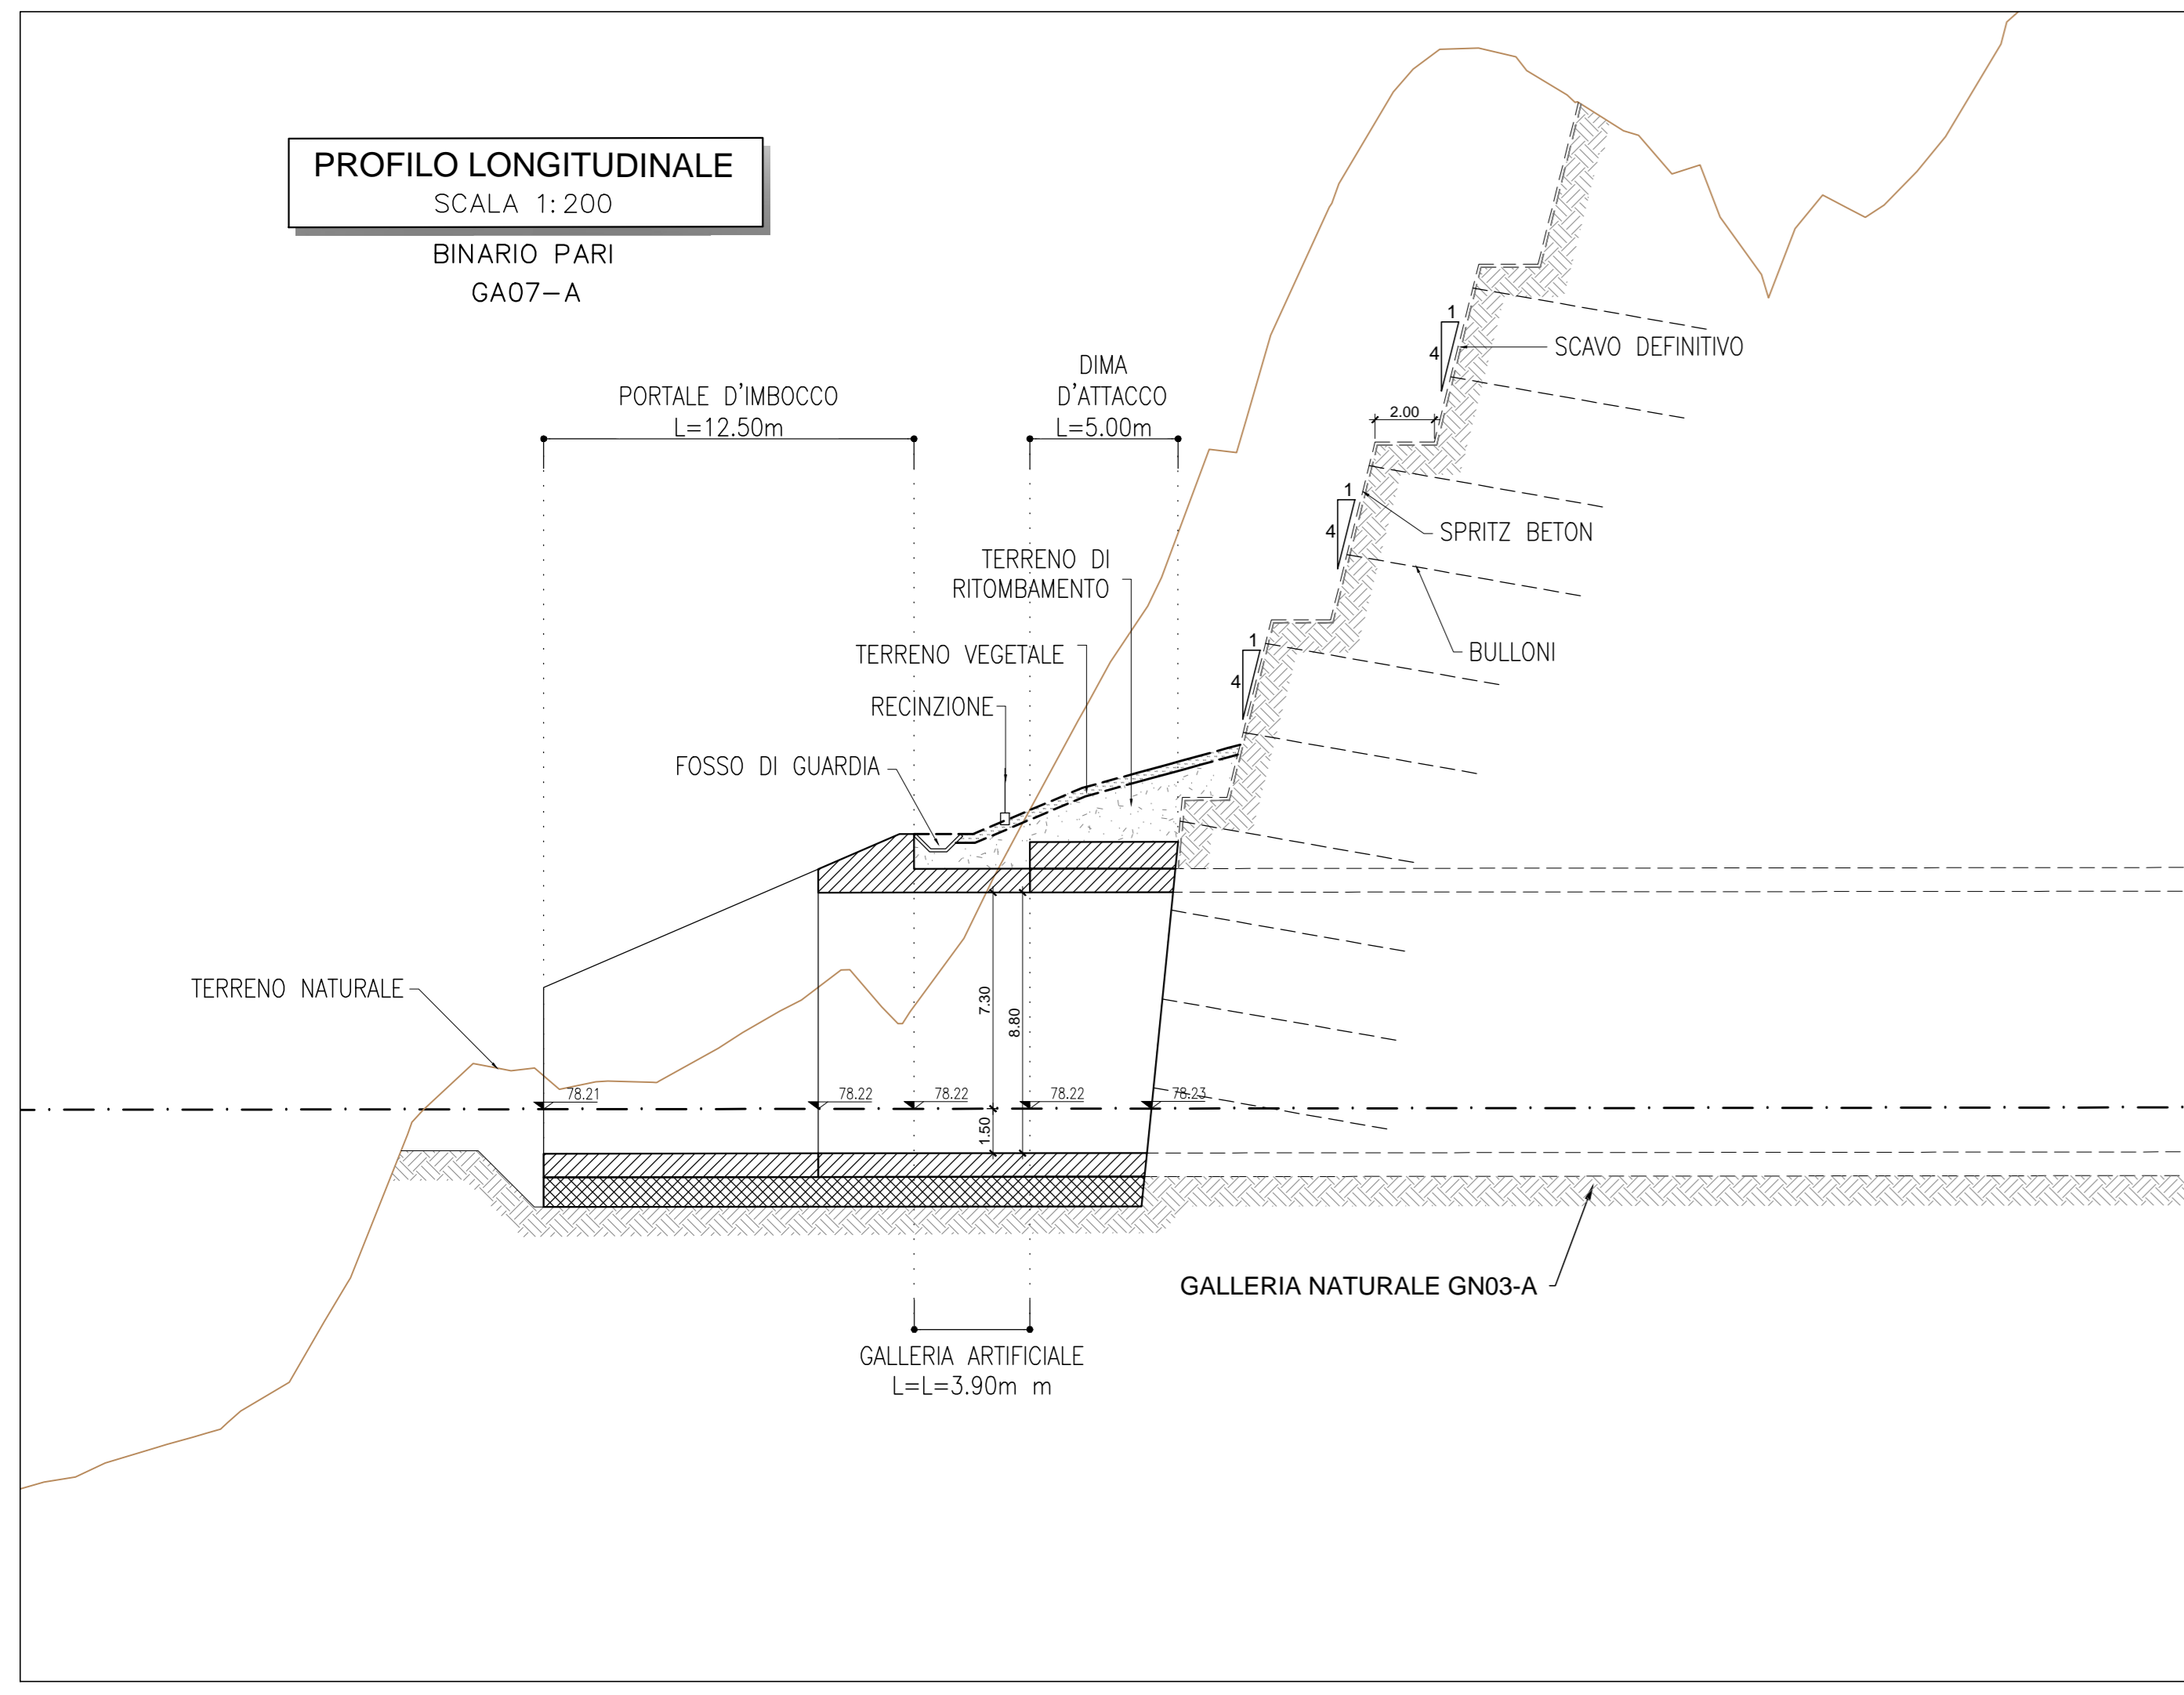 PROFILO LONGITUDINALE
SCALA 1:200
BINARIO PARI
GA07-A
PORTALE D'IMBOCCO
L=12.50m
DIMA
D'ATTACCO
L=5.00m
1
4
SCAVO DEFINITIVO
2.00
1
4
SPRITZ BETON
TERRENO DI
RITOMBAMENTO
BULLONI
1
4
TERRENO VEGETALE
RECINZIONE
FOSSO DI GUARDIA
TERRENO NATURALE
7.30
8.80
78.21
78.22
78.22
78.22
78.23
1.50
GALLERIA NATURALE GN03-A
GALLERIA ARTIFICIALE
L=L=3.90m m